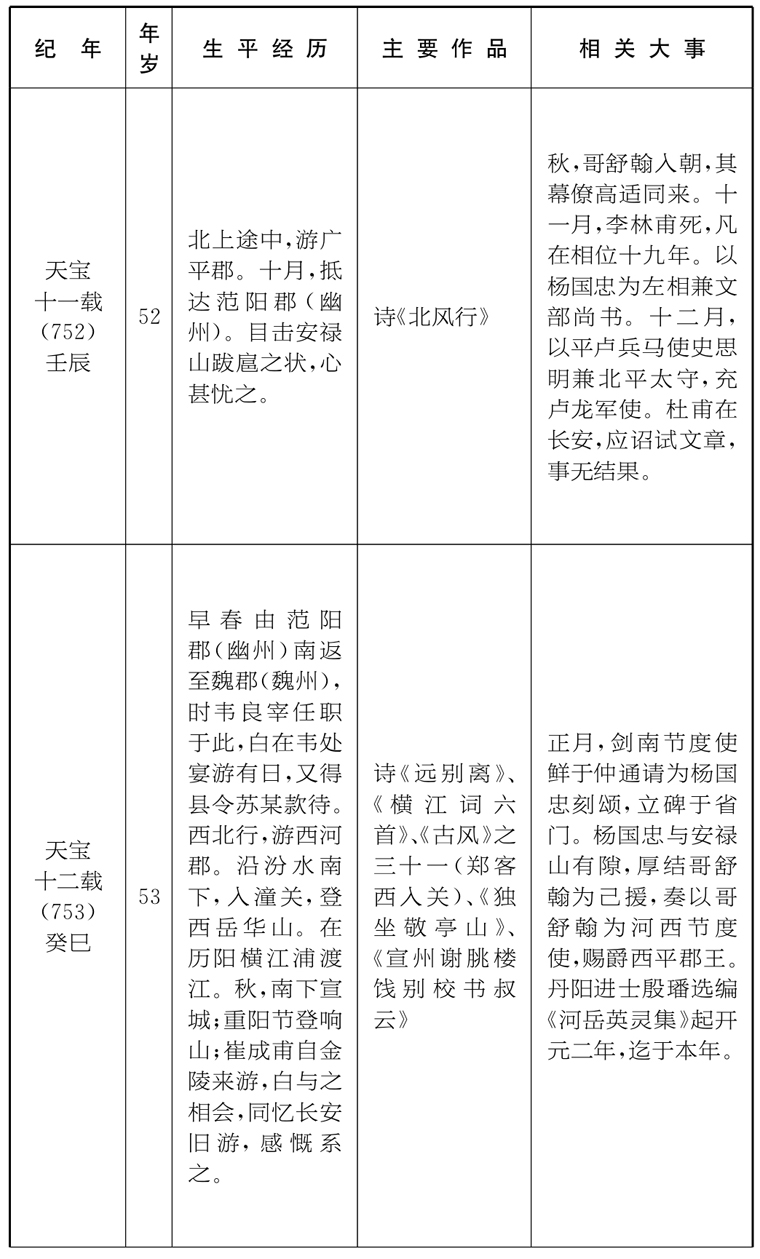 纪 年
年岁
生平经历
主要作品
相关大事
天宝
十一载
(752)
壬辰
52
北上途中,游广
平郡。十月,抵
达范阳郡(幽
州)。目击安禄
山跋扈之状,心
甚忧之。
诗《北风行》
秋,哥舒翰入朝,其
幕僚高适同来。十
一月,李林甫死,凡
在相位十九年。以
杨国忠为左相兼文
部尚书。十二月,
以平卢兵马使史思
明兼北平太守,充
卢龙军使。杜甫在
长安,应诏试文章,
事无结果。
天宝
十二载
(753)
癸巳
53
早春由范阳
郡(幽州)南返
至魏郡(魏州),
时韦良宰任职
于此,白在韦处
宴游有日,又得
县令苏某款待。
西北行,游西河
郡。沿汾水南
下,入潼关,登
西岳华山。在
历阳横江浦渡
江。秋,南下宣
城;重阳节登响
山;崔成甫自金
陵来游,白与之
相会,同忆长安
旧游,感慨系
之。
诗《远别离》、
《横江词六
首》、《古风》之
三十一(郑客
西入关)、《独
坐敬亭山》、
《宣州谢朓楼
饯别校书叔
云》
正月,剑南节度使
鲜于仲通请为杨国
忠刻颂,立碑于省
门。杨国忠与安禄
山有隙,厚结哥舒
翰为己援,奏以哥
舒翰为河西节度
使,赐爵西平郡王。
丹阳进士殷璠选编
《河岳英灵集》起开
元二年,迄于本年。